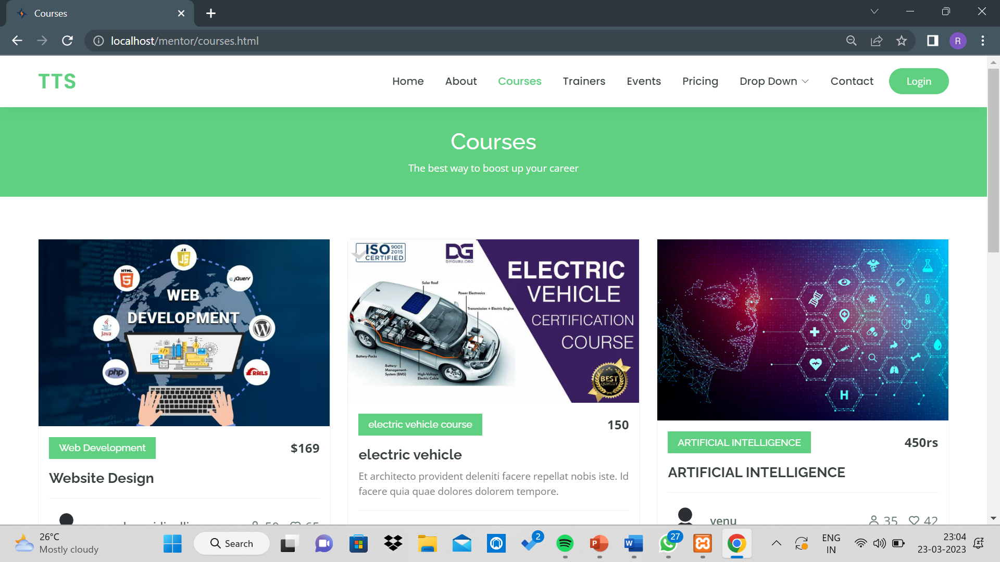 Courses
localhost/mentor/courses.html
R
TTS
Home About Courses Trainers Events Pricing Drop Down Contact Login
Courses
The best way to boost up your career
JS
HTML
5
jQuery
WEB
DEVELOPMENT
Java
W
php
RAILS
Web Development $169
Website Design
50 65
ISO 9001 2015
CERTIFIED
DG
DIYGURU.ORG
ELECTRIC
VEHICLE
CERTIFICATION
COURSE
Solar Roof
Power Electronics
Transmission + Electric Engine
Battery-Packs
Battery-
Management-
System (BMS)
High-Voltage
Electric Cable
BEST
QUALITY
electric vehicle course 150
electric vehicle
Et architecto provident deleniti facere repellat nobis iste. Id
facere quia quae dolores dolorem tempore.
H
ARTIFICIAL INTELLIGENCE 450rs
ARTIFICIAL INTELLIGENCE
venu 35 42
26°C
Mostly cloudy
Search
2
P
W
27
ENG
IN
23:04
23-03-2023